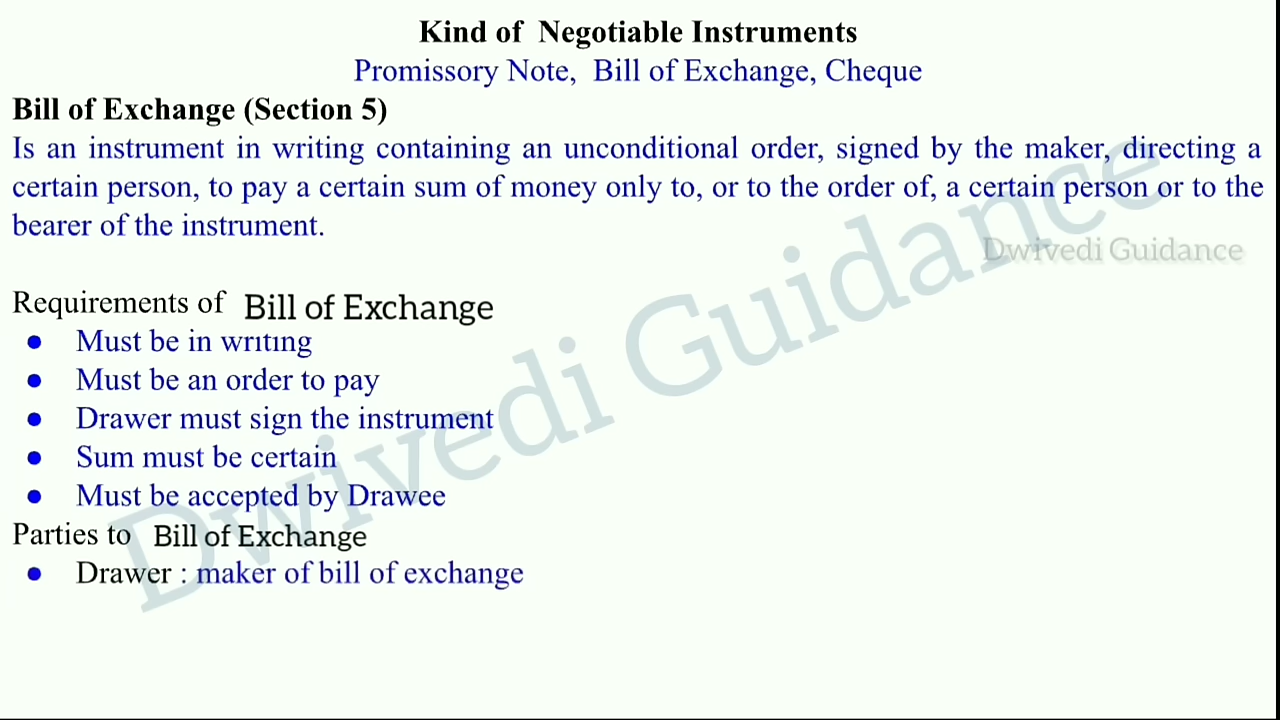 Kind of Negotiable Instruments
Promissory Note, Bill of Exchange, Cheque
Bill of Exchange (Section 5)
Is an instrument in writing containing an unconditional order, signed by the maker, directing a
certain person, to pay a certain sum of money only to, or to the order of, a certain person or to the
bearer of the instrument.
Dwivedi Guidance
Requirements of Bill of Exchange
● Must be in writing
● Must be an order to pay
● Drawer must sign the instrument
● Sum must be certain
● Must be accepted by Drawee
Parties to Bill of Exchange
● Drawer : maker of bill of exchange
Dwivedi Guidance